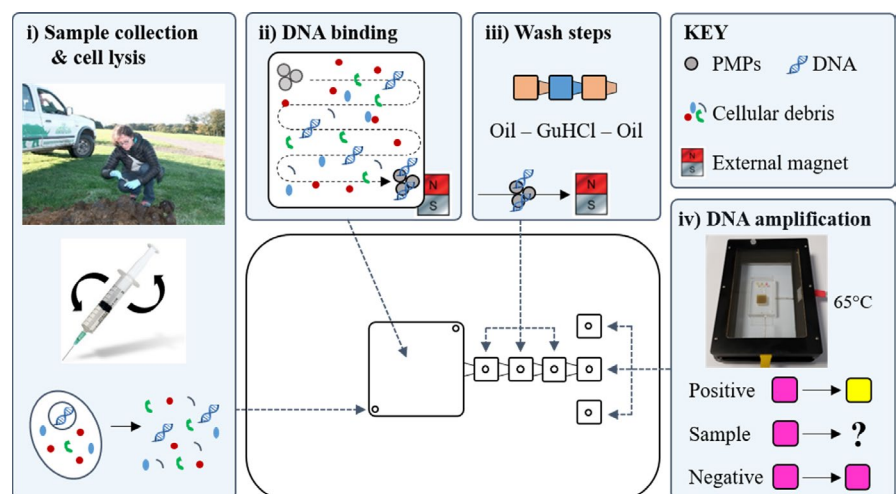 i) Sample collection
& cell lysis
ii) DNA binding
N
S
iii) Wash steps
Oil – GuHCl – Oil
N
S
KEY
PMPs
DNA
Cellular debris
N
S
External magnet
iv) DNA amplification
65°C
Positive
Sample
?
Negative